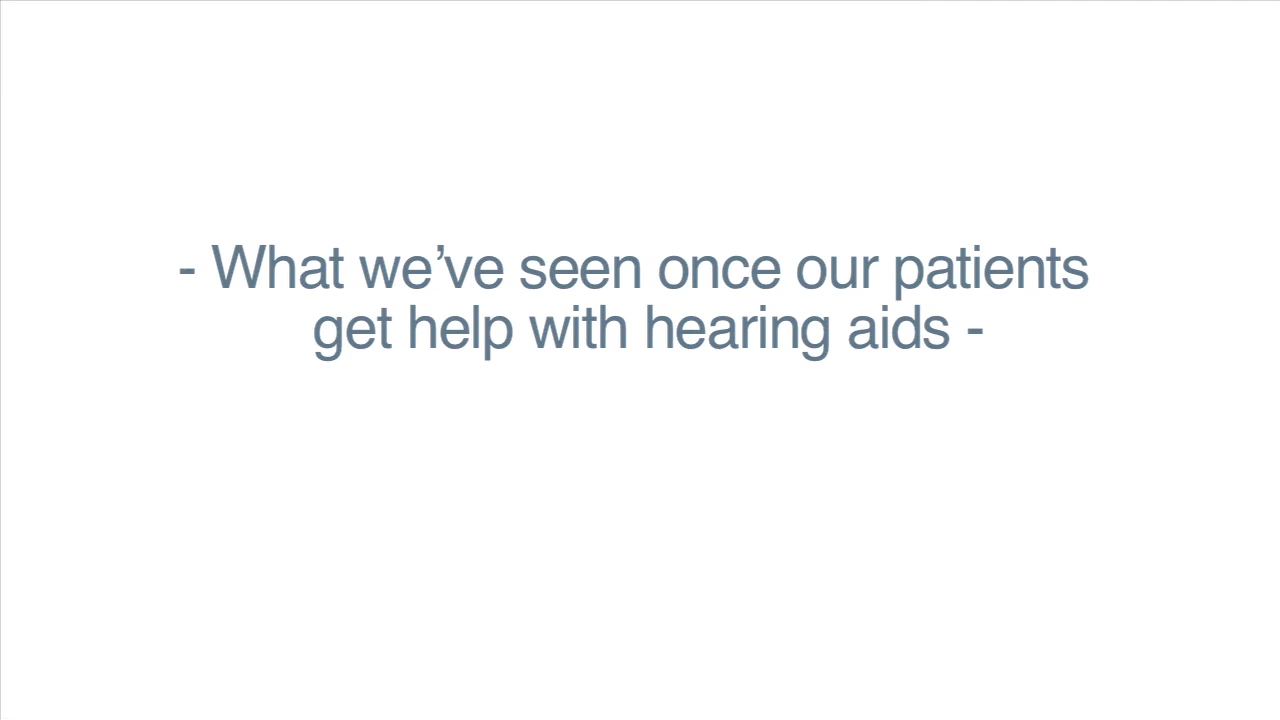 - What we’ve seen once our patients
get help with hearing aids -